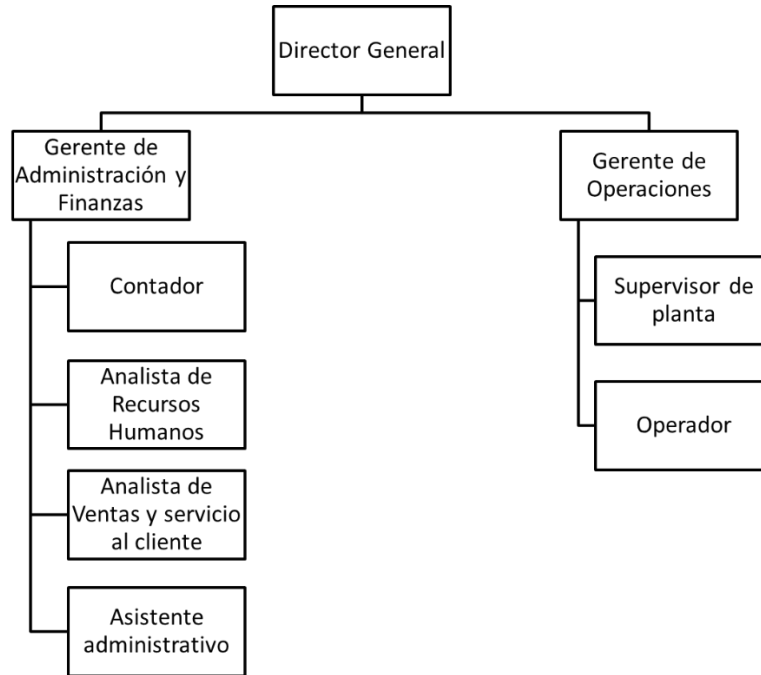 Director General
Gerente de
Administración y
Finanzas
Contador
Analista de
Recursos
Humanos
Analista de
Ventas y servicio
al cliente
Asistente
administrativo
Gerente de
Operaciones
Supervisor de
planta
Operador